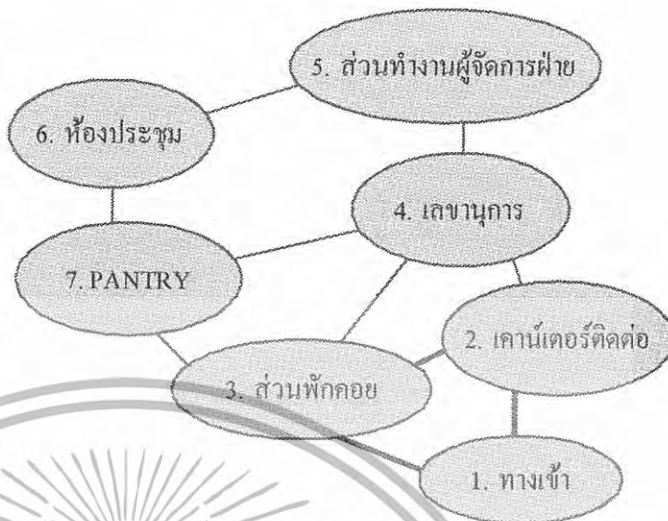 5. ส่วนทำงานผู้จัดการฝ่าย
6. ห้องประชุม
4. เลขานุการ
7. PANTRY
2. เคาน์เตอร์ติดต่อ
3. ส่วนพักคอย
1. ทางเข้า